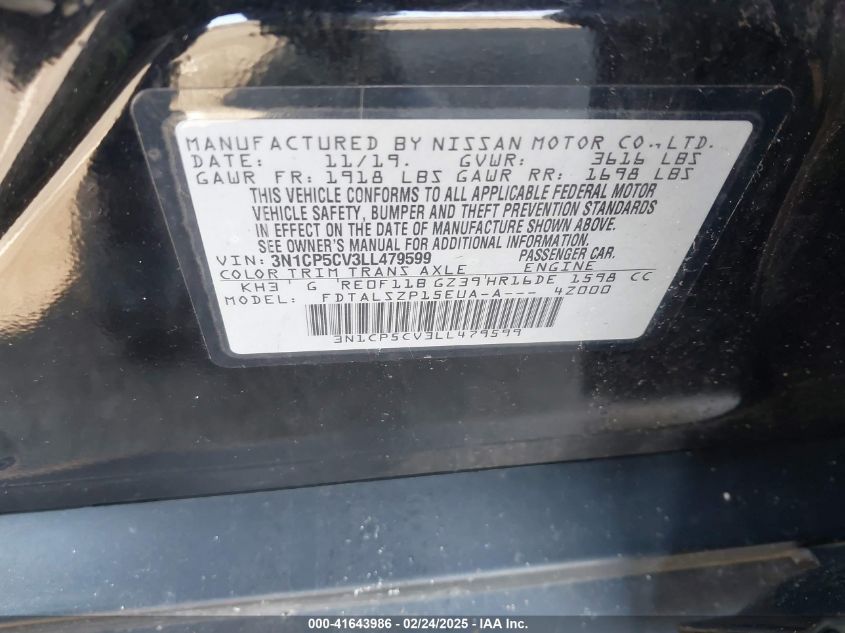 MANUFACTURED BY NISSAN MOTOR CO., LTD.
DATE: 11/19. GVWR: 3616 LBS
GAWR FR: 1918 LBS GAWR RR: 1698 LBS
THIS VEHICLE CONFORMS TO ALL APPLICABLE FEDERAL MOTOR
VEHICLE SAFETY, BUMPER AND THEFT PREVENTION STANDARDS
IN EFFECT ON THE DATE OF MANUFACTURE SHOWN ABOVE.
SEE OWNER'S MANUAL FOR ADDITIONAL INFORMATION.
VIN: 3N1CP5CV3LL479599 PASSENGER CAR.
COLOR TRIM TRANS AXLE ENGINE
KH3 G RE0F11B GZ39 HR16DE 1598 CC
MODEL: FDTALSZP15EUA-A--- 4Z000
3N1CP5CV3LL479599
000-41643986 - 02/24/2025 - IAA Inc.